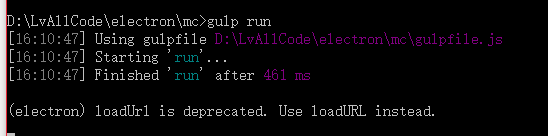 D:\LvAllCode\electron\mc>gulp run
[16:10:47] Using gulpfile D:\LvAllCode\electron\mc\gulpfile.js
[16:10:47] Starting 'run'...
[16:10:47] Finished 'run' after 461 ms
(electron) loadUrl is deprecated. Use loadURL instead.